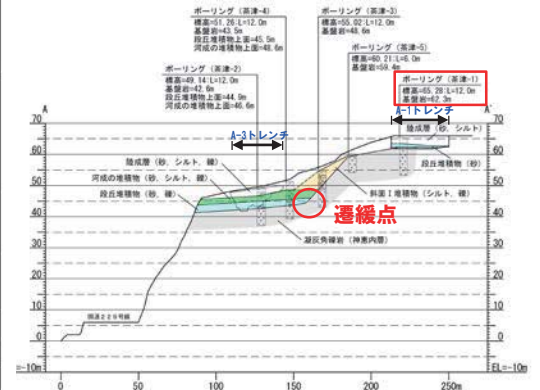 ボーリング（茶津-4）
標高=51.26:L=12.0m
基盤岩=43.5m
段丘堆積物上面=45.5m
河成の堆積物上面=48.6m
ボーリング（茶津-3）
標高=55.02:L=12.0m
基盤岩=48.6m
ボーリング（茶津-5）
標高=60.21:L=6.0m
基盤岩=59.4m
ボーリング（茶津-2）
標高=49.14:L=12.0m
基盤岩=42.6m
段丘堆積物上面=44.9m
河成の堆積物上面=46.6m
ボーリング（茶津-1）
標高=65.28:L=12.0m
基盤岩=62.3m
A
A'
A-3トレンチ
A-1トレンチ
陸成層（砂、シルト）
陸成層（砂、シルト、礫）
段丘堆積物（砂）
河成の堆積物（砂、シルト、礫）
段丘堆積物（砂、礫）
斜面Ⅰ堆積物（シルト、礫）
遷緩点
凝灰角礫岩（神恵内層）
国道229号線
70
60
50
40
30
20
10
0
=-10m
70
60
50
40
30
20
10
0
EL=-10m
0
50
100
150
200
250m